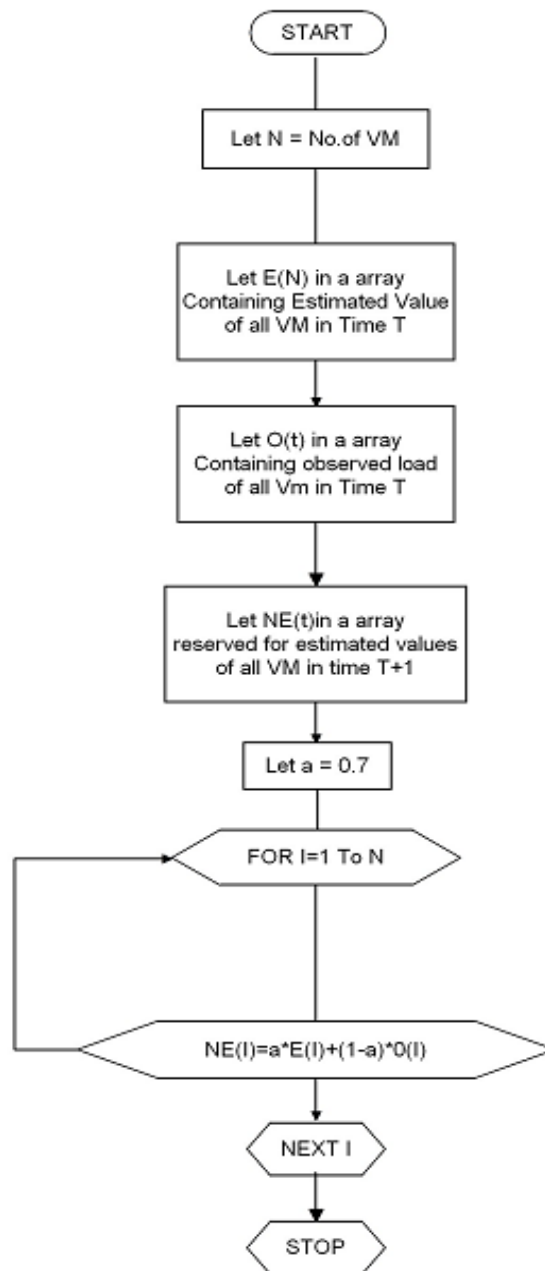 START
Let N = No.of VM
Let E(N) in a array
Containing Estimated Value
of all VM in Time T
Let O(t) in a array
Containing observed load
of all Vm in Time T
Let NE(t)in a array
reserved for estimated values
of all VM in time T+1
Let a = 0.7
FOR I=1 To N
NE(I)=a*E(I)+(1-a)*0(I)
NEXT I
STOP